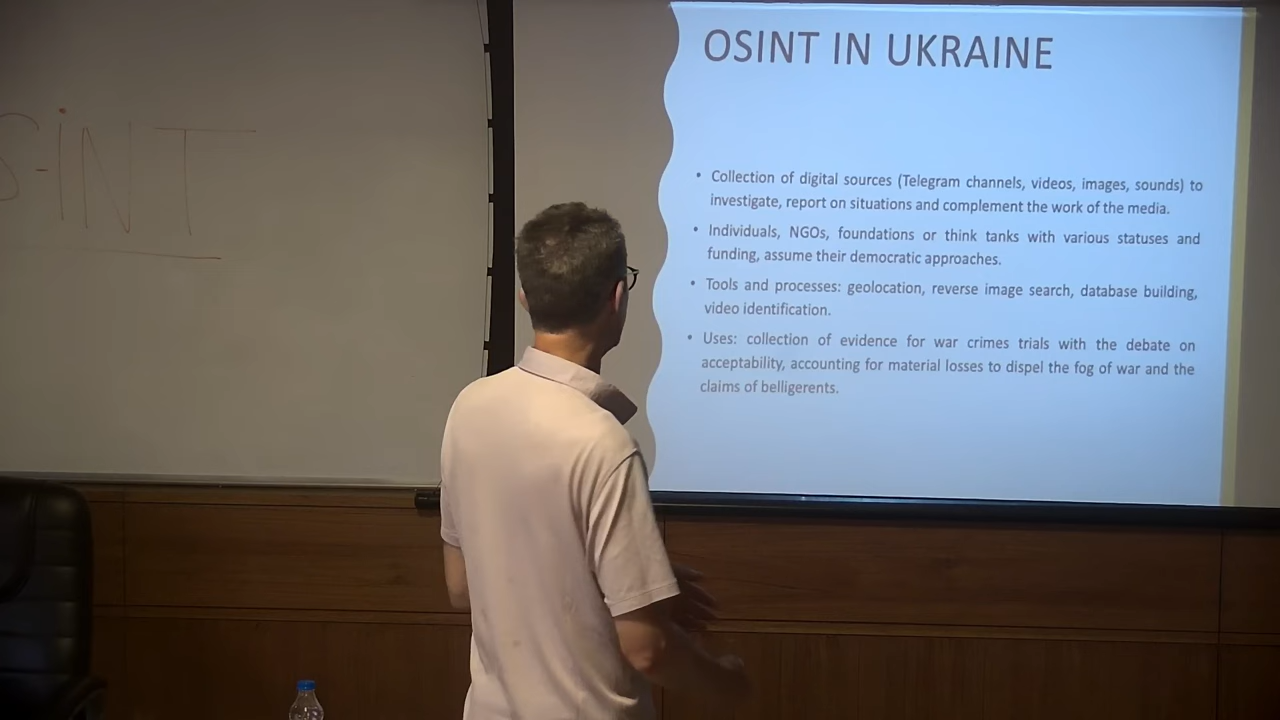 S-iNT
OSINT IN UKRAINE
• Collection of digital sources (Telegram channels, videos, images, sounds) to
investigate, report on situations and complement the work of the media.
• Individuals, NGOs, foundations or think tanks with various statuses and
funding, assume their democratic approaches.
• Tools and processes: geolocation, reverse image search, database building,
video identification.
• Uses: collection of evidence for war crimes trials with the debate on
acceptability, accounting for material losses to dispel the fog of war and the
claims of belligerents.